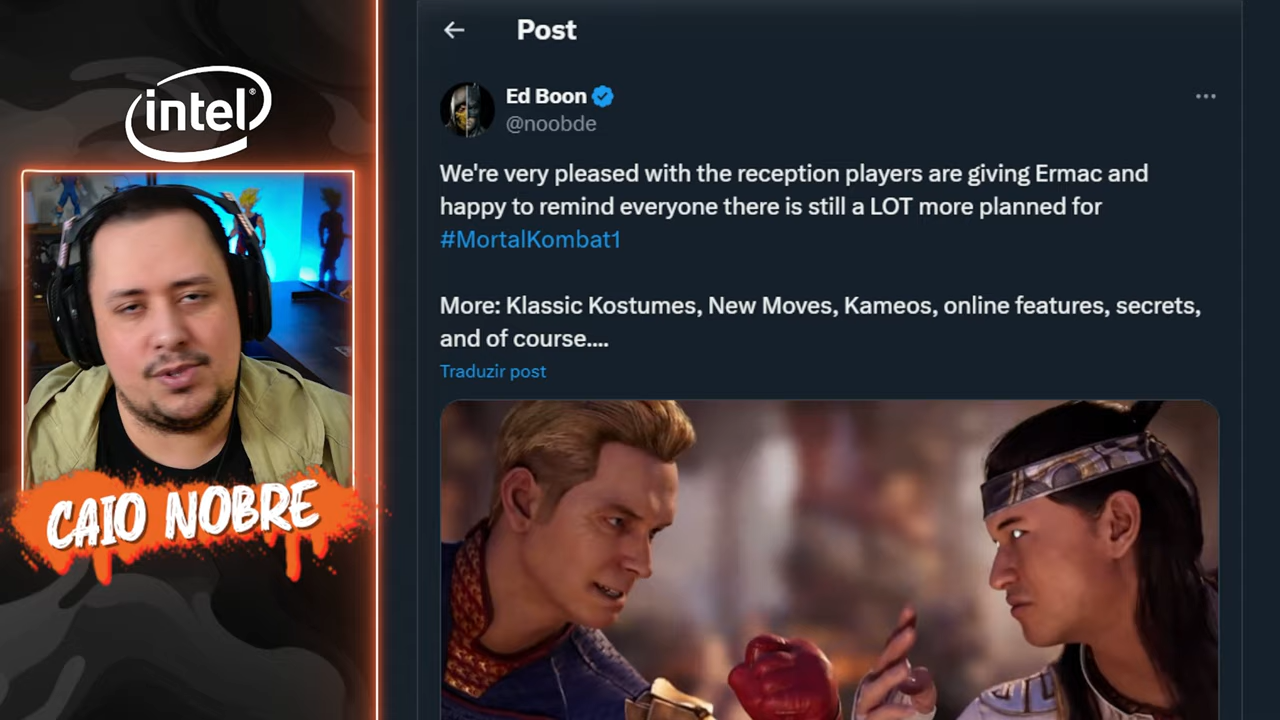 intel®
CAIO NOBRE
Post
Ed Boon
@noobde
We're very pleased with the reception players are giving Ermac and
happy to remind everyone there is still a LOT more planned for
#MortalKombat1
More: Klassic Kostumes, New Moves, Kameos, online features, secrets,
and of course....
Traduzir post